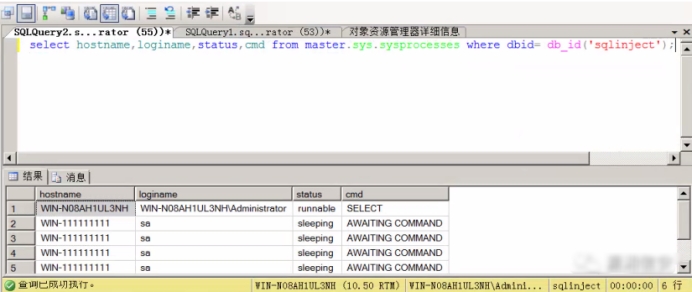 SQLQuery2.s...rator (55))* SQLQuery1.sq...rator (53))* 对象资源管理器详细信息
select hostname,loginame,status,cmd from master.sys.sysprocesses where dbid= db_id('sqlinject');
结果 消息
hostname loginame status cmd
1 WIN-N08AH1UL3NH WIN-N08AH1UL3NH\Administrator runnable SELECT
2 WIN-111111111 sa sleeping AWAITING COMMAND
3 WIN-111111111 sa sleeping AWAITING COMMAND
4 WIN-111111111 sa sleeping AWAITING COMMAND
5 WIN-111111111 sa sleeping AWAITING COMMAND
查询已成功执行。 WIN-N08AH1UL3NH (10.50 RTM) WIN-N08AH1UL3NH\Admini... sqlinject 00:00:00 6 行